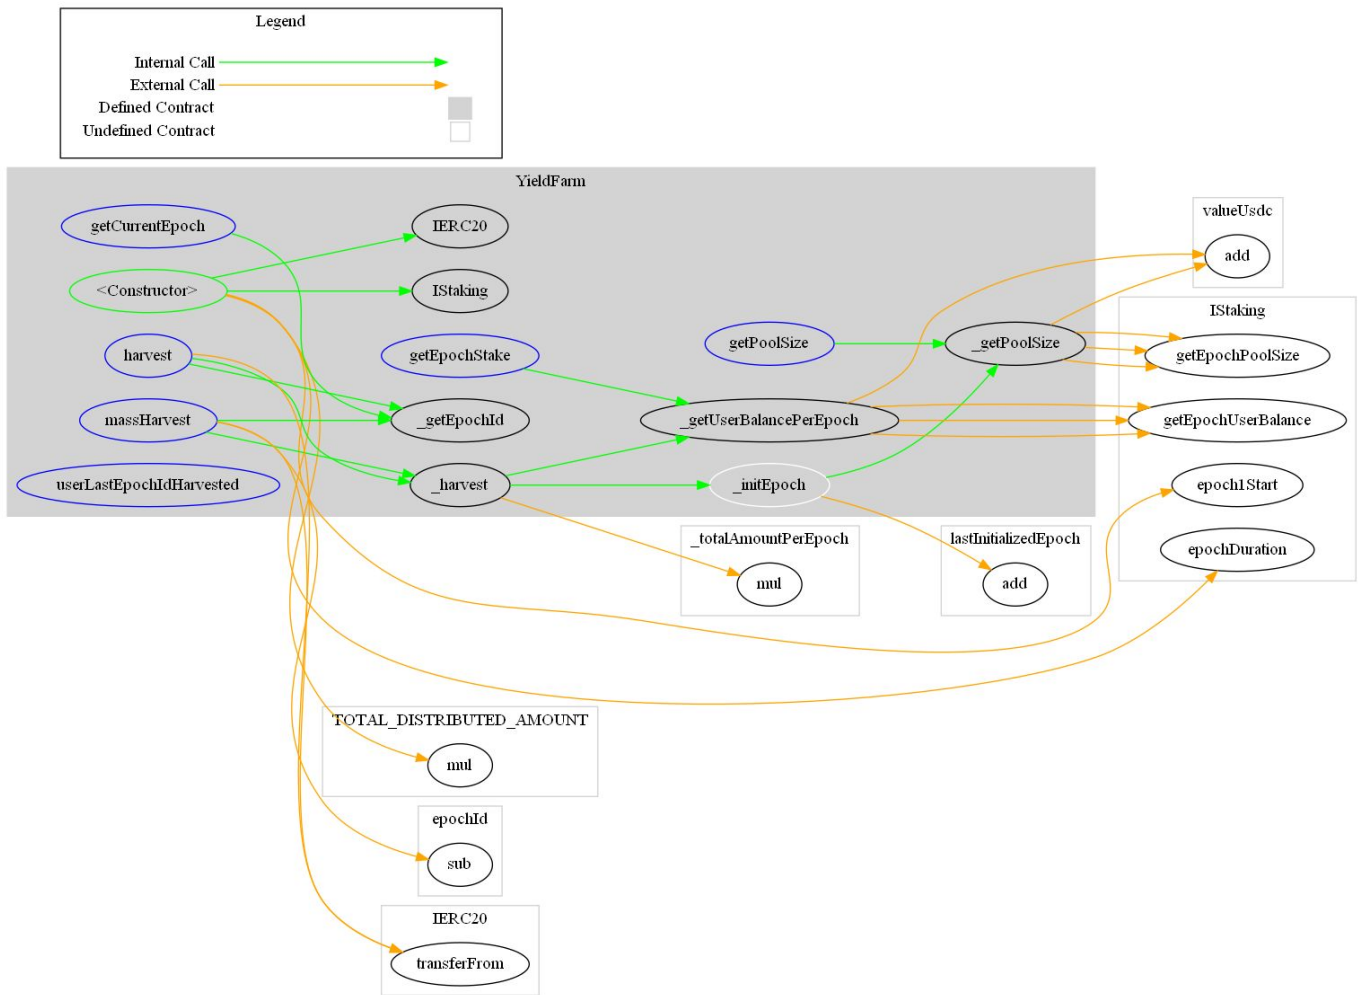 Legend
Internal Call
External Call
Defined Contract
Undefined Contract
YieldFarm
getCurrentEpoch
<Constructor>
harvest
massHarvest
userLastEpochIdHarvested
IERC20
IStaking
getEpochStake
_getEpochId
_harvest
getPoolSize
_getUserBalancePerEpoch
_initEpoch
_getPoolSize
valueUsdc
add
IStaking
getEpochPoolSize
getEpochUserBalance
epoch1Start
epochDuration
_totalAmountPerEpoch
mul
lastInitializedEpoch
add
TOTAL_DISTRIBUTED_AMOUNT
mul
epochId
sub
IERC20
transferFrom